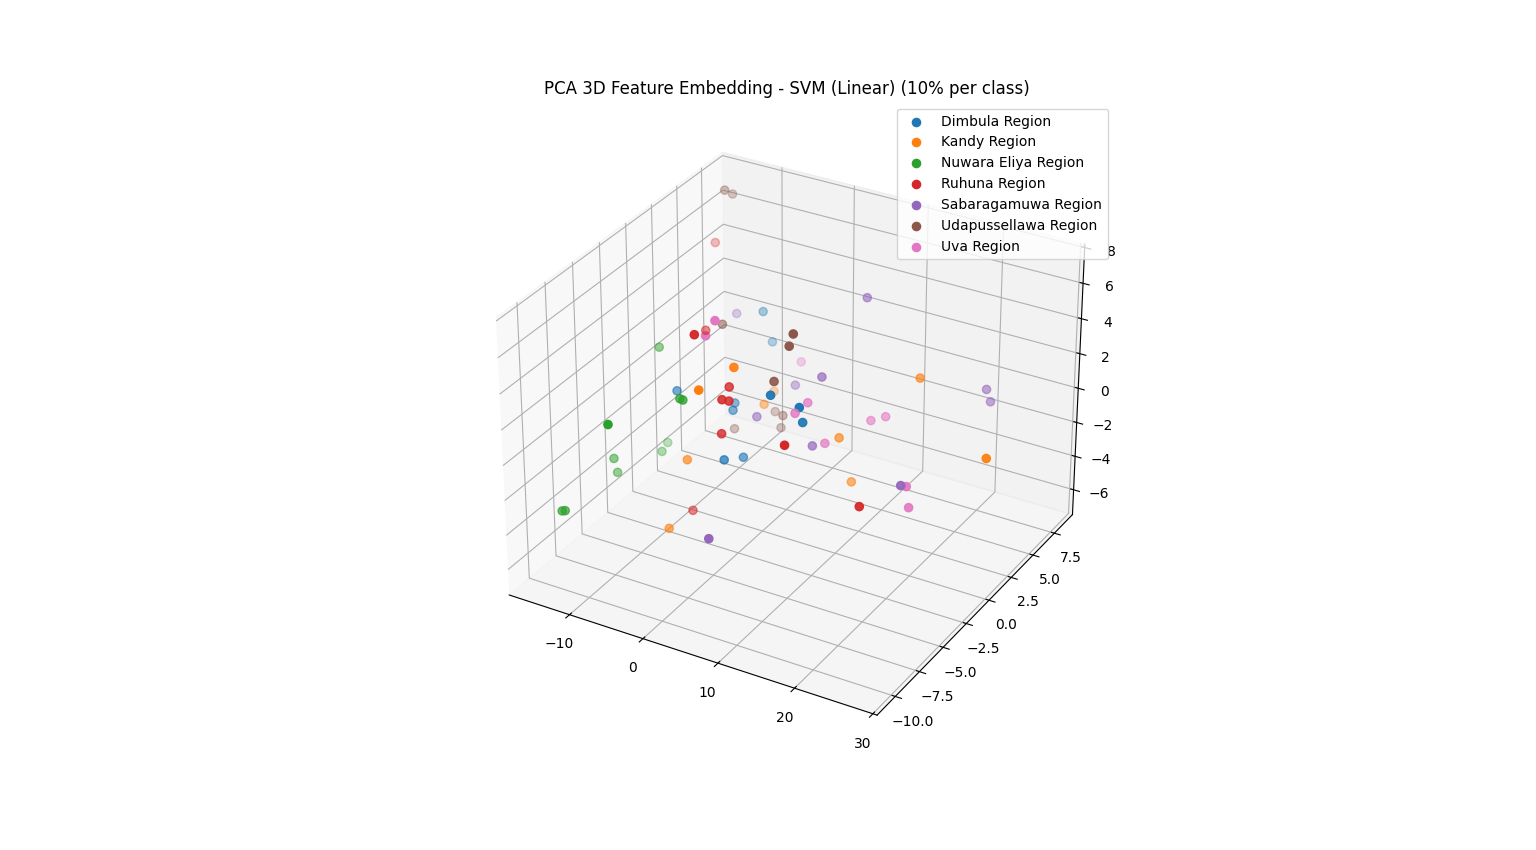 PCA 3D Feature Embedding - SVM (Linear) (10% per class)
Dimbula Region
Kandy Region
Nuwara Eliya Region
Ruhuna Region
Sabaragamuwa Region
Udapussellawa Region
Uva Region
8
6
4
2
0
−2
−4
−6
7.5
5.0
2.5
0.0
−2.5
−5.0
−7.5
−10.0
−10
0
10
20
30